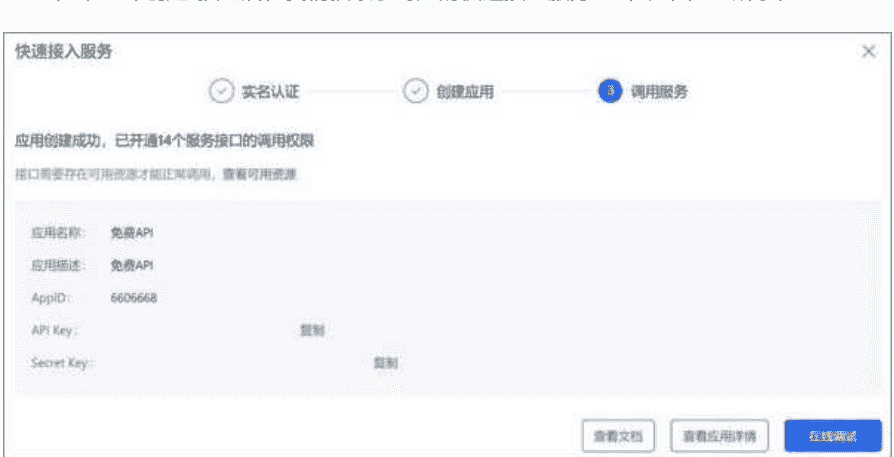 快速接入服务
实名认证 创建应用 3 调用服务
应用创建成功，已开通14个服务接口的调用权限
接口需要存在可用资源才能正常调用，查看可用资源
应用名称： 免费API
应用描述： 免费API
AppID： 6606668
API Key： 复制
Secret Key： 复制
查看文档 查看应用详情 在线调试